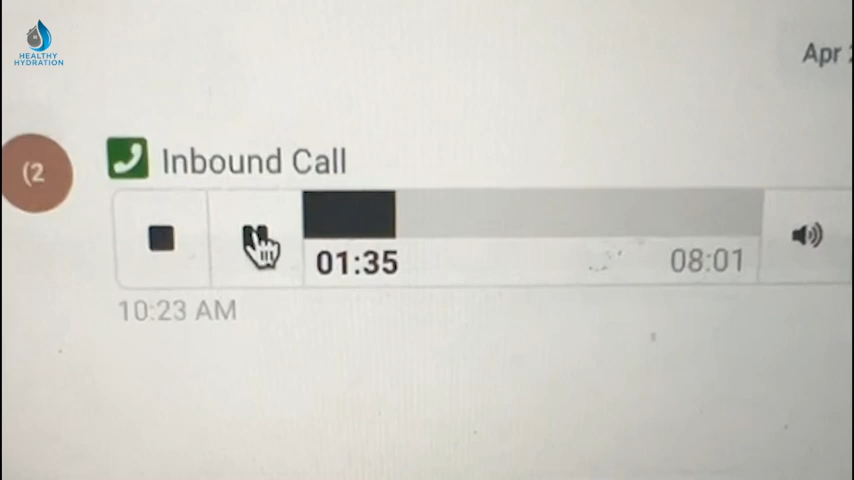 HEALTHY
HYDRATION
Apr
(2
Inbound Call
01:35
08:01
10:23 AM